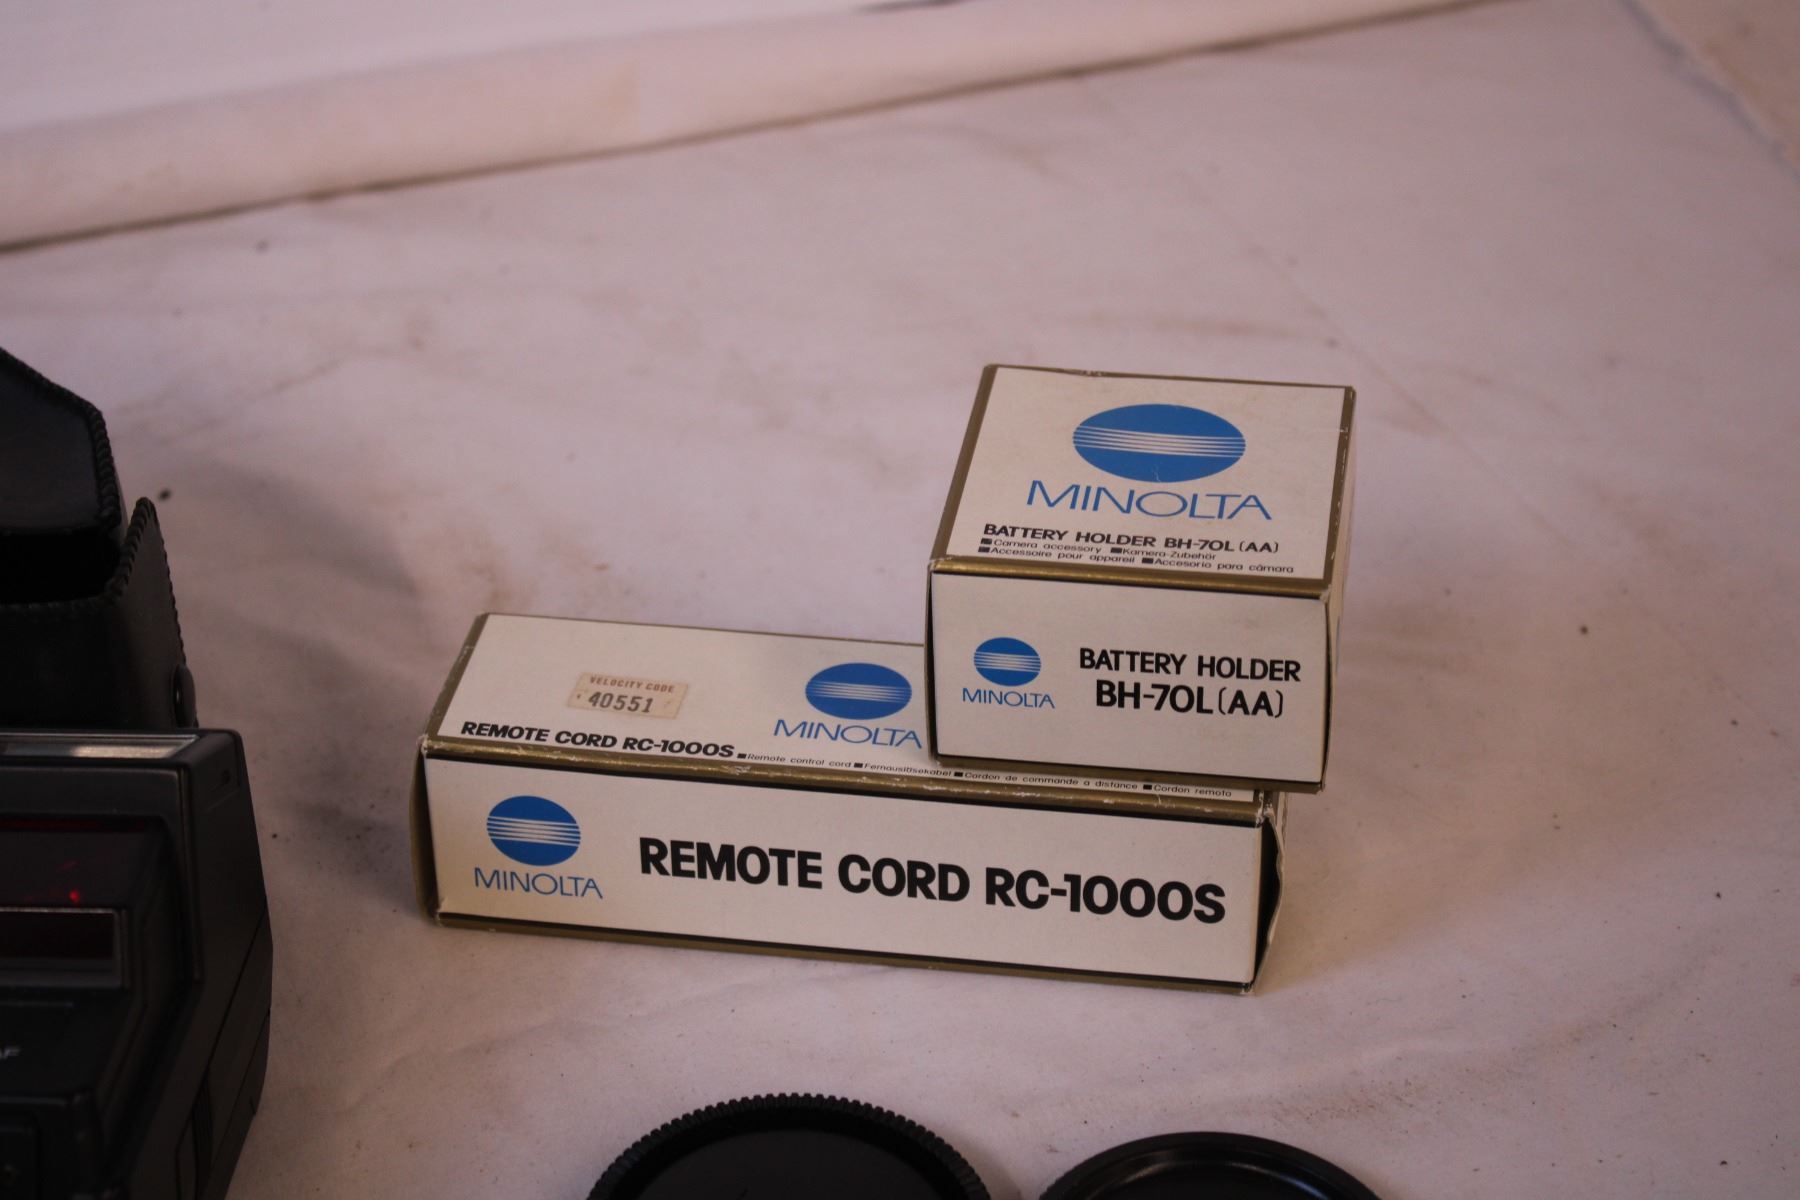 MINOLTA
BATTERY HOLDER BH-70L (AA)
■Camera accessory ■Kamera-Zubehör
■Accessoire pour appareil ■Accesorio para cámara
MINOLTA
BATTERY HOLDER
BH-70L (AA)
VELOCITY CODE
40551
MINOLTA
REMOTE CORD RC-1000S ■Remote control cord ■Fernauslösekabel ■Cordon de commande a distance ■Cordon remoto
MINOLTA
REMOTE CORD RC-1000S
AF